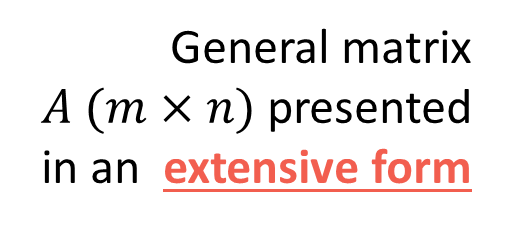 General matrix
A (m × n) presented
in an extensive form